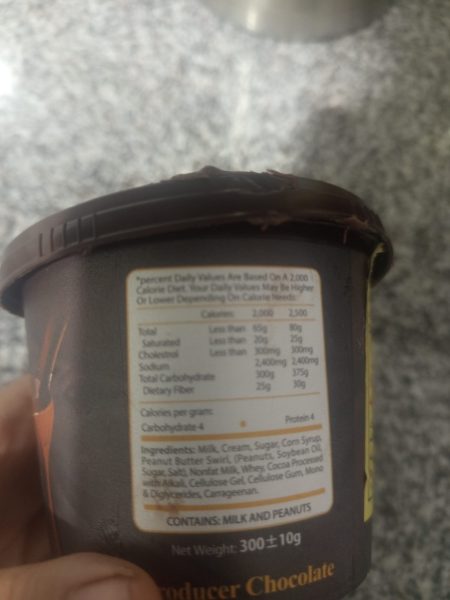 *percent Daily Values Are Based On A 2,000
Calorie Diet. Your Daily Values May Be Higher
Or Lower Depending On Calorie Needs:
Calories: 2,000 2,500
Total Less than 65g 80g
Saturated Less than 20g 25g
Cholestrol Less than 300mg 300mg
Sodium 2,400mg 2,400mg
Total Carbohydrate 300g 375g
Dietary Fiber 25g 30g
Calories per gram:
Carbohydrate 4 • Protein 4
Ingredients: Milk, Cream, Sugar, Corn Syrup,
Peanut Butter Swirl, (Peanuts, Soybean Oil,
Sugar, Salt), Nonfat Milk, Whey, Cocoa Processed
with Alkali, Cellulose Gel, Cellulose Gum, Mono
& Diglycerides, Carrageenan.
CONTAINS: MILK AND PEANUTS
Net Weight: 300±10g
roducer Chocolate